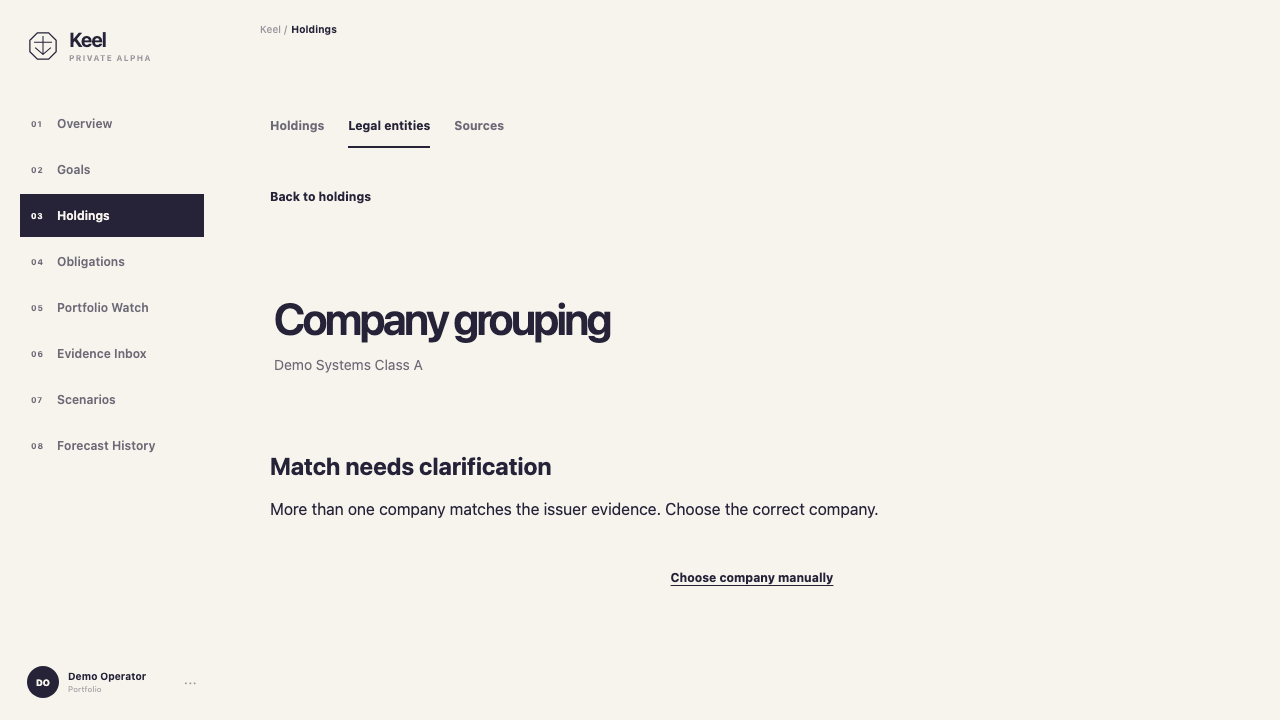 Keel
PRIVATE ALPHA
Keel / Holdings
01 Overview
02 Goals
03 Holdings
04 Obligations
05 Portfolio Watch
06 Evidence Inbox
07 Scenarios
08 Forecast History
Holdings Legal entities Sources
Back to holdings
Company grouping
Demo Systems Class A
Match needs clarification
More than one company matches the issuer evidence. Choose the correct company.
Choose company manually
DO Demo Operator
Portfolio
...